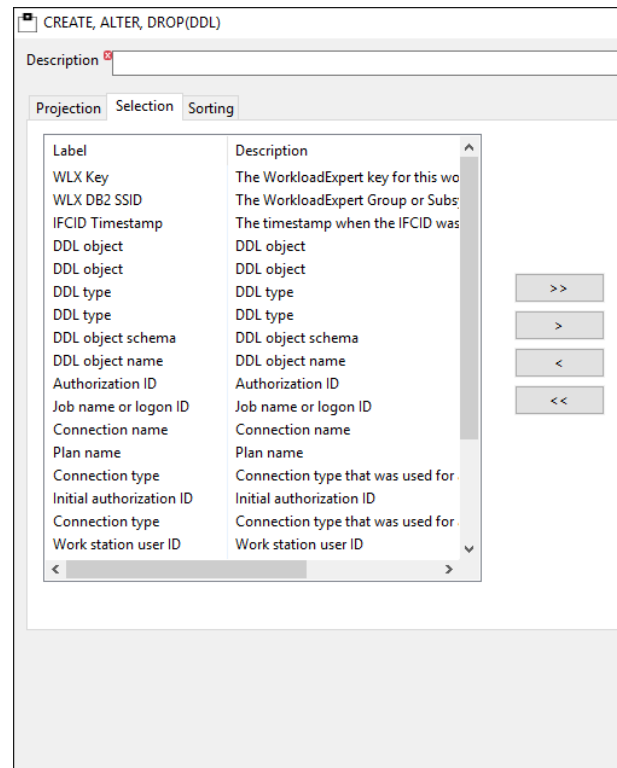 CREATE, ALTER, DROP(DDL)
Description
Projection Selection Sorting
Label Description
WLX Key The WorkloadExpert key for this wo
WLX DB2 SSID The WorkloadExpert Group or Subsy
IFCID Timestamp The timestamp when the IFCID was
DDL object DDL object
DDL object DDL object
DDL type DDL type
DDL type DDL type
DDL object schema DDL object schema
DDL object name DDL object name
Authorization ID Authorization ID
Job name or logon ID Job name or logon ID
Connection name Connection name
Plan name Plan name
Connection type Connection type that was used for
Initial authorization ID Initial authorization ID
Connection type Connection type that was used for
Work station user ID Work station user ID
>>
>
<
<<